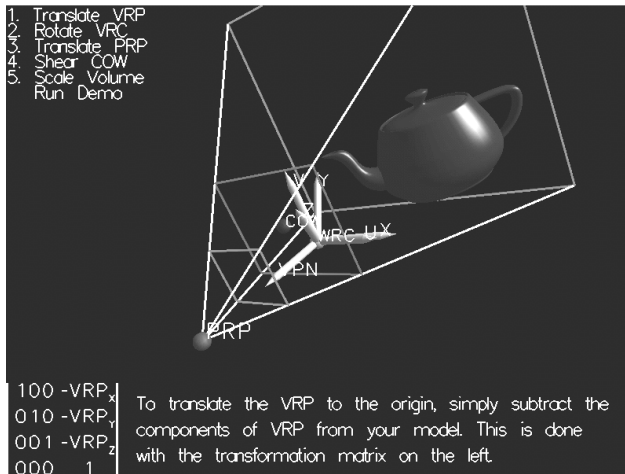 1. Translate VRP
2. Rotate VRC
3. Translate PRP
4. Shear COW
5. Scale Volume
Run Demo
V Y
Z
COW
WRC U X
VPN
PRP
1 0 0 -VRPX
0 1 0 -VRPY
0 0 1 -VRPZ
0 0 0 1
To translate the VRP to the origin, simply subtract the
components of VRP from your model. This is done
with the transformation matrix on the left.